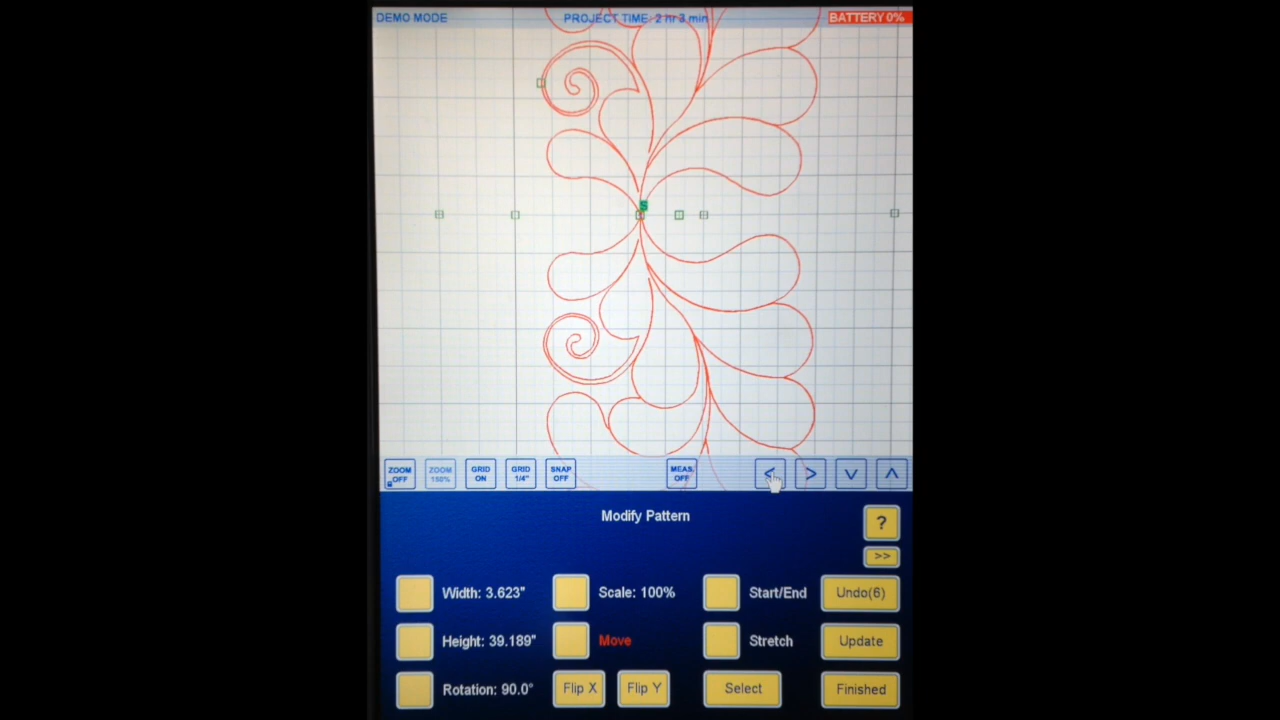 DEMO MODE PROJECT TIME: 2 hr 3 min BATTERY 0%
S
ZOOM OFF
ZOOM 150%
GRID ON
GRID 1/4"
SNAP OFF
MEAS. OFF
< > V ^
Modify Pattern
?
>>
Width: 3.623" Scale: 100% Start/End Undo(6)
Height: 39.189" Move Stretch Update
Rotation: 90.0° Flip X Flip Y Select Finished